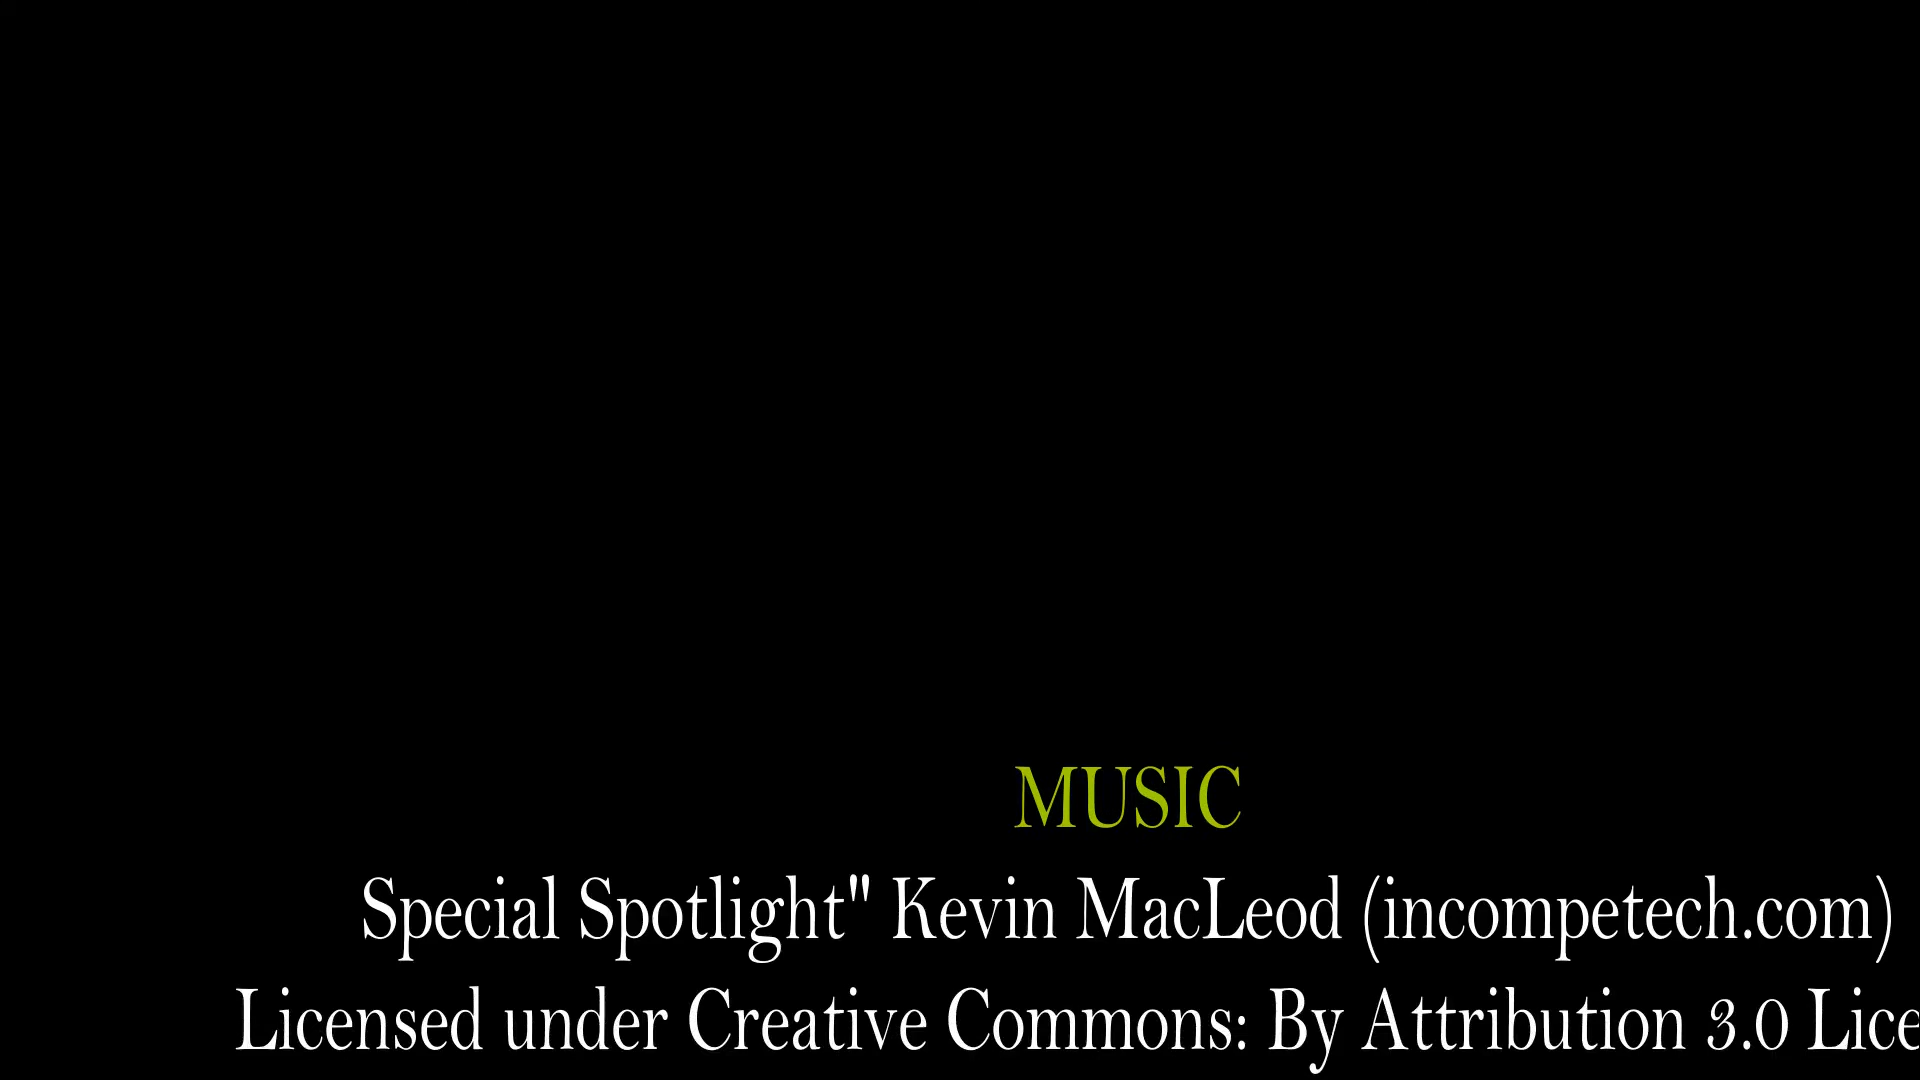 MUSIC
Special Spotlight" Kevin MacLeod (incompetech.com)
Licensed under Creative Commons: By Attribution 3.0